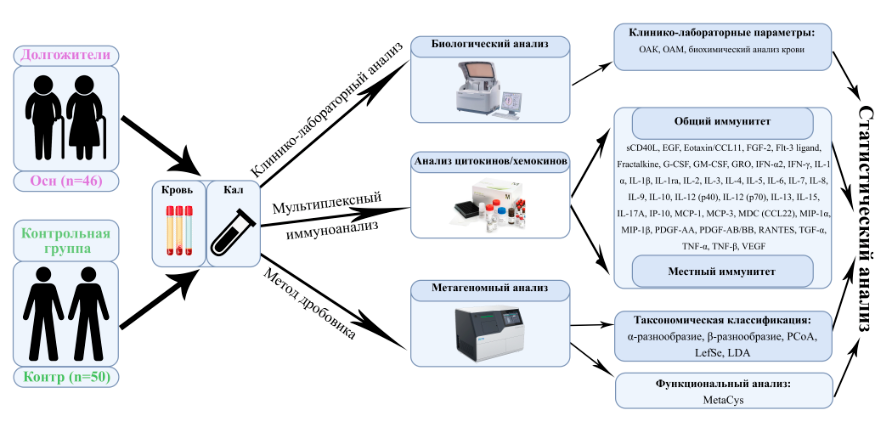 Долгожители
Осн (n=46)
Контрольная
группа
Контр (n=50)
Кровь
Кал
Клинико-лабораторный анализ
Мультиплексный
иммуноанализ
Метод дробовика
Биологический анализ
Анализ цитокинов/хемокинов
Метагеномный анализ
Клинико-лабораторные параметры:
ОАК, ОАМ, биохимический анализ крови
Общий иммунитет
sCD40L, EGF, Eotaxin/CCL11, FGF-2, Flt-3 ligand,
Fractalkine, G-CSF, GM-CSF, GRO, IFN-α2, IFN-γ, IL-1
α, IL-1β, IL-1ra, IL-2, IL-3, IL-4, IL-5, IL-6, IL-7, IL-8,
IL-9, IL-10, IL-12 (p40), IL-12 (p70), IL-13, IL-15,
IL-17A, IP-10, MCP-1, MCP-3, MDC (CCL22), MIP-1α,
MIP-1β, PDGF-AA, PDGF-AB/BB, RANTES, TGF-α,
TNF-α, TNF-β, VEGF
Местный иммунитет
Таксономическая классификация:
α-разнообразие, β-разнообразие, PCoA,
LefSe, LDA
Функциональный анализ:
MetaCys
Статистический анализ